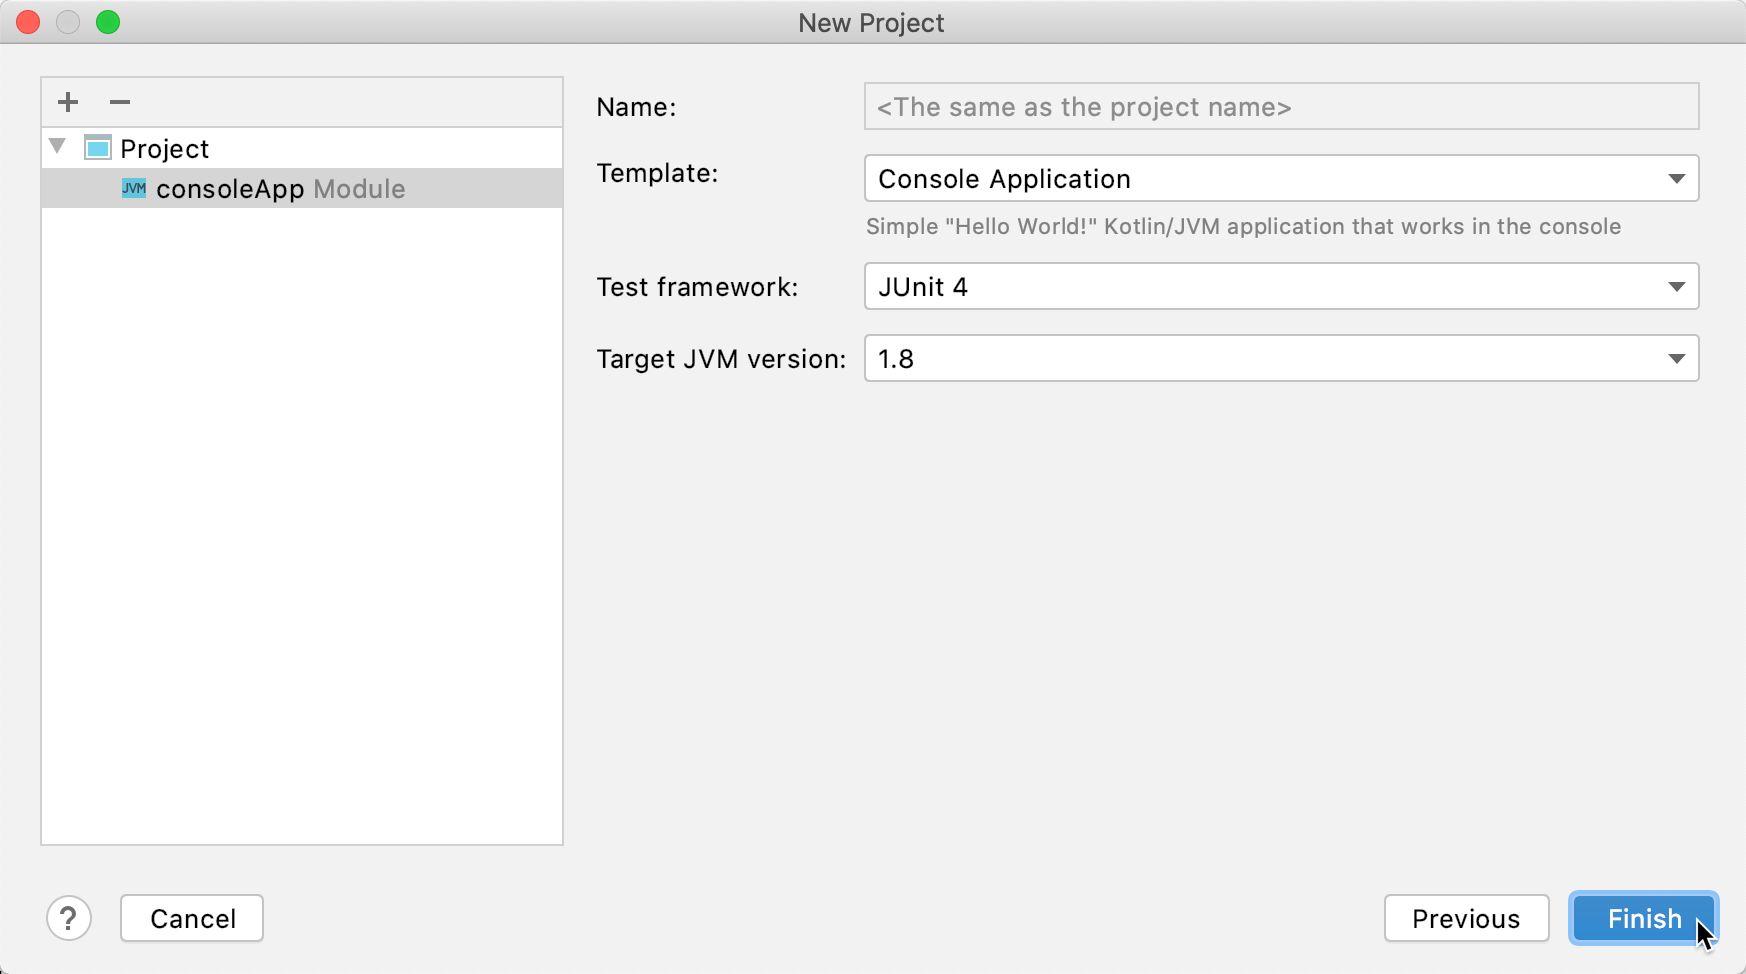 New Project
Project
JVM consoleApp Module
Name: <The same as the project name>
Template: Console Application
Simple "Hello World!" Kotlin/JVM application that works in the console
Test framework: JUnit 4
Target JVM version: 1.8
? Cancel Previous Finish